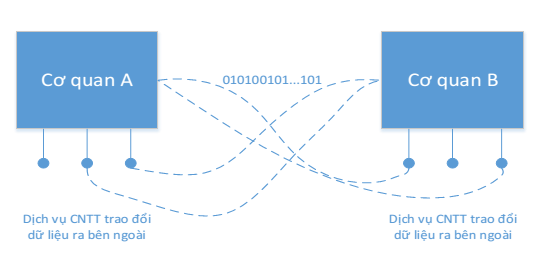 Cơ quan A
010100101...101
Cơ quan B
Dịch vụ CNTT trao đổi
dữ liệu ra bên ngoài
Dịch vụ CNTT trao đổi
dữ liệu ra bên ngoài